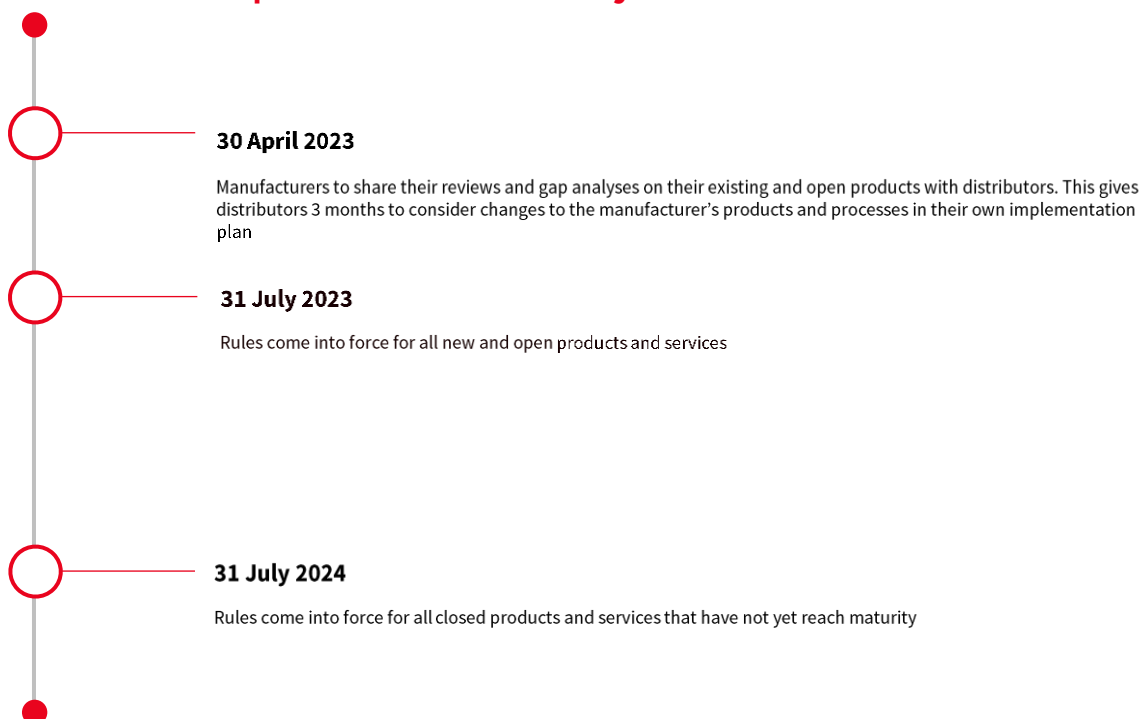 30 April 2023
Manufacturers to share their reviews and gap analyses on their existing and open products with distributors. This gives
distributors 3 months to consider changes to the manufacturer’s products and processes in their own implementation
plan
31 July 2023
Rules come into force for all new and open products and services
31 July 2024
Rules come into force for all closed products and services that have not yet reach maturity